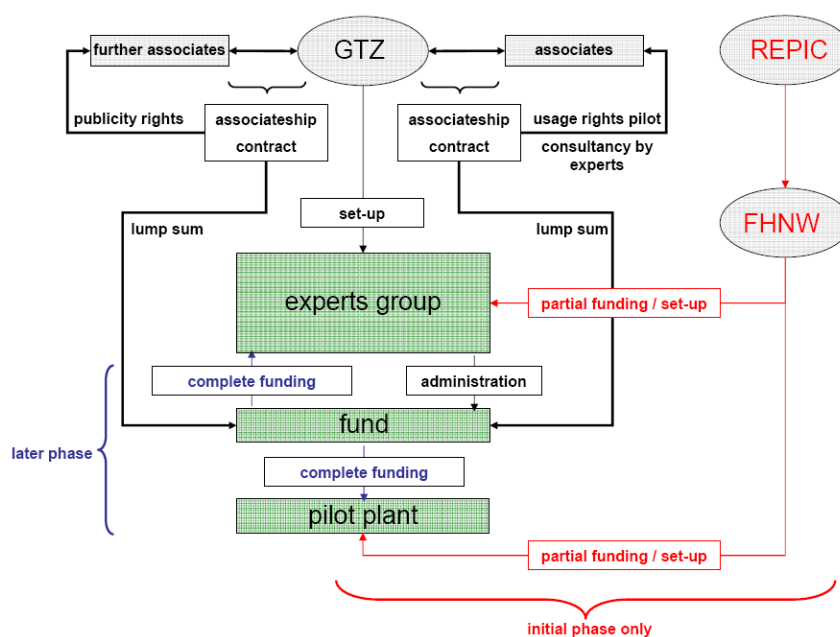 further associates
GTZ
associates
REPIC
publicity rights
associateship
contract
associateship
contract
usage rights pilot
consultancy by
experts
lump sum
set-up
lump sum
FHNW
experts group
partial funding / set-up
complete funding
administration
fund
later phase
complete funding
pilot plant
partial funding / set-up
initial phase only